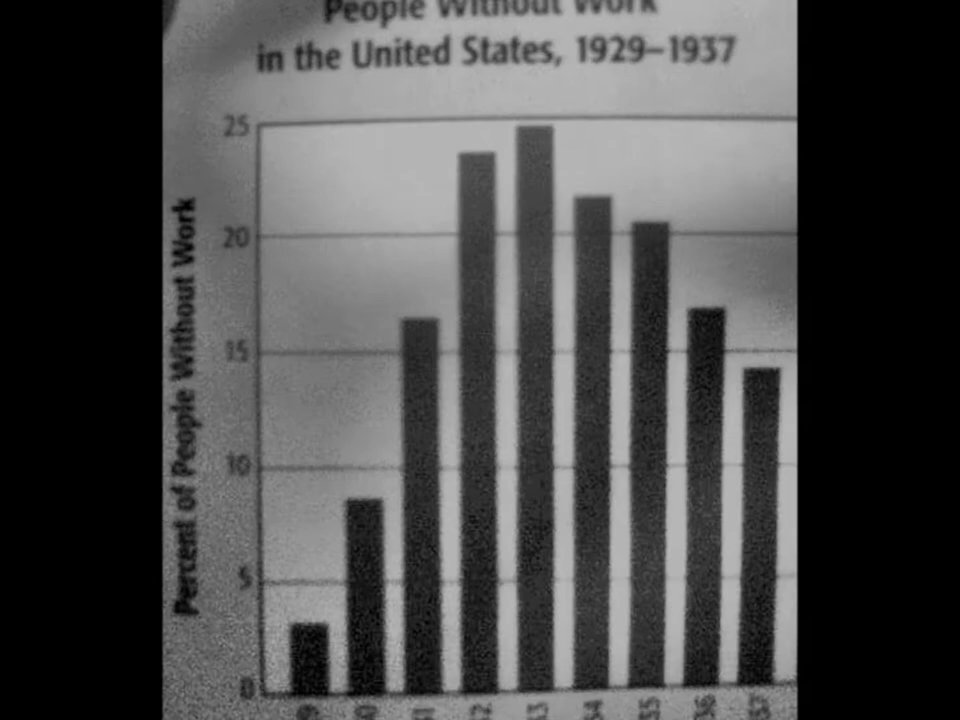 People Without Work
in the United States, 1929–1937
25
20
15
10
5
0
Percent of People Without Work